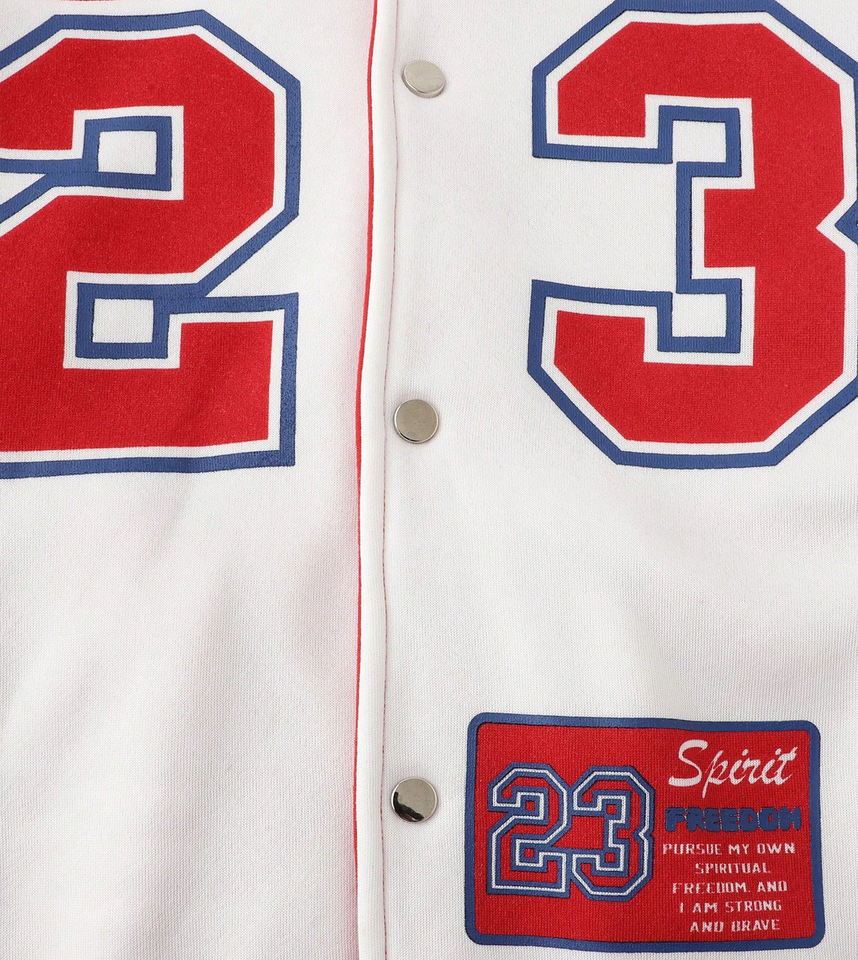 23
23
Spirit
FREEDOM
PURSUE MY OWN
SPIRITUAL
FREEDOM. AND
I AM STRONG
AND BRAVE